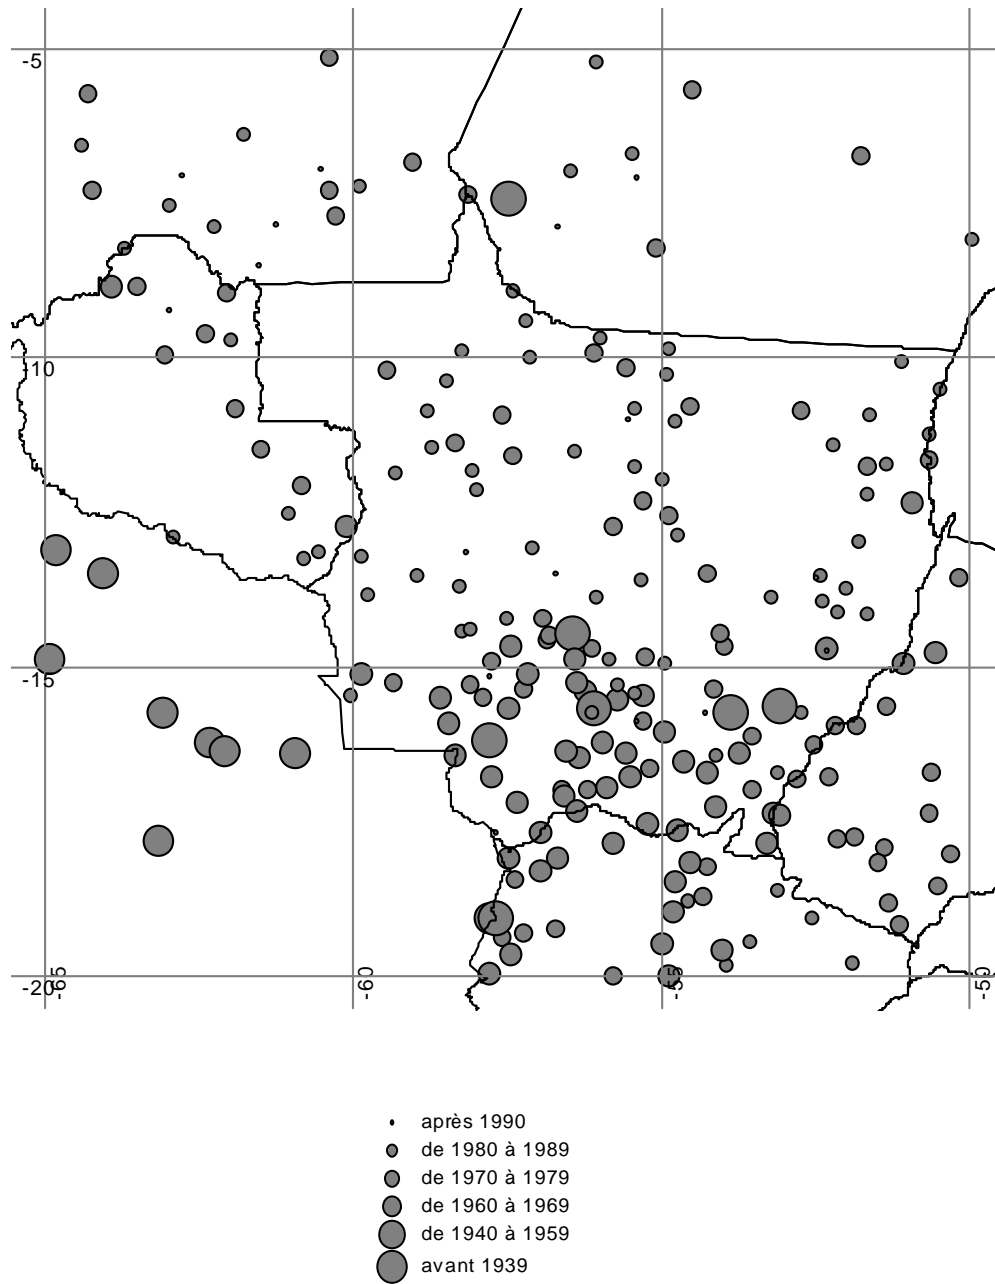 -5
-10
-15
-20
-65
-60
-55
-50
après 1990
de 1980 à 1989
de 1970 à 1979
de 1960 à 1969
de 1940 à 1959
avant 1939